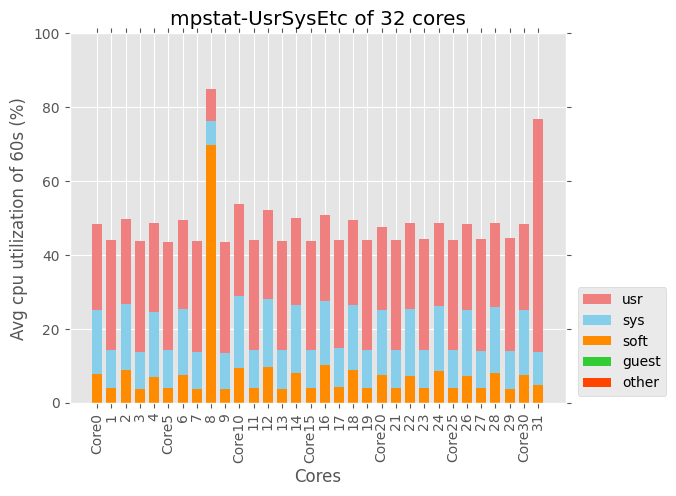 mpstat-UsrSysEtc of 32 cores
Avg cpu utilization of 60s (%)
100
80
60
40
20
0
Core0
1
2
3
4
Core5
6
7
8
9
Core10
11
12
13
14
Core15
16
17
18
19
Core20
21
22
23
24
Core25
26
27
28
29
Core30
31
Cores
usr
sys
soft
guest
other